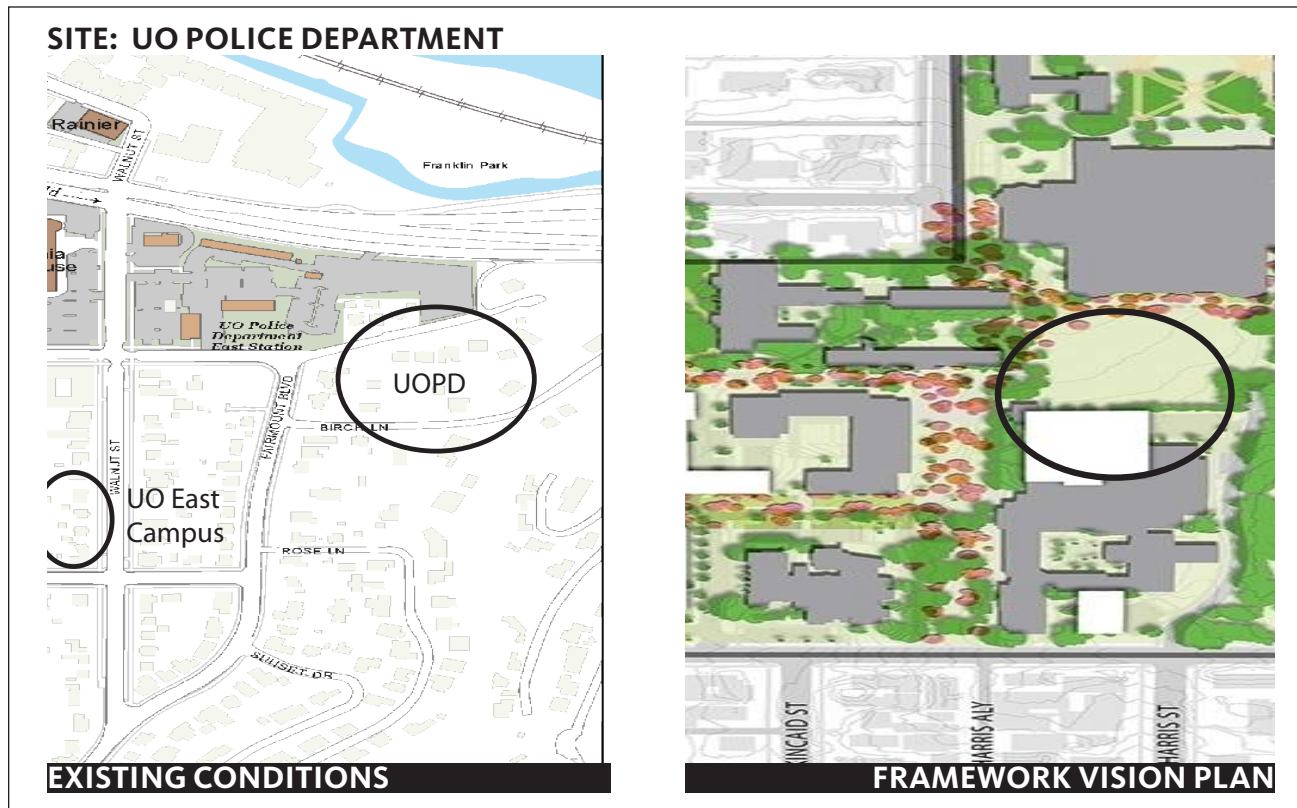 SITE: UO POLICE DEPARTMENT
Rainier
WALNUT ST
Franklin Park
UO Police
Department
East Station
UOPD
FAIRMOUNT BLVD
BIRCH LN
WALNUT ST
UO East
Campus
ROSE LN
SUNSET DR
KINCAID ST
HARRIS ALY
HARRIS ST
EXISTING CONDITIONS
FRAMEWORK VISION PLAN